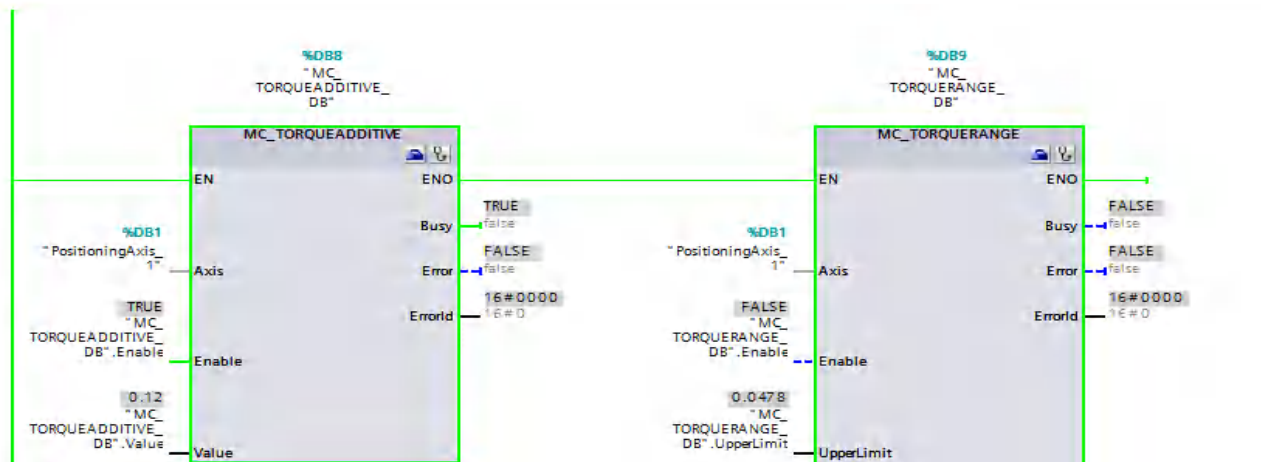 %DB8
"MC_
TORQUEADDITIVE_
DB"
MC_TORQUEADDITIVE
EN
ENO
TRUE
Busy
false
%DB1
"PositioningAxis_
1"
Axis
FALSE
Error
false
16#0000
ErrorId
16#0
TRUE
"MC_
TORQUEADDITIVE_
DB".Enable
Enable
0.12
"MC_
TORQUEADDITIVE_
DB".Value
Value
%DB9
"MC_
TORQUERANGE_
DB"
MC_TORQUERANGE
EN
ENO
FALSE
Busy
false
%DB1
"PositioningAxis_
1"
Axis
FALSE
Error
false
16#0000
ErrorId
16#0
FALSE
"MC_
TORQUERANGE_
DB".Enable
Enable
0.0478
"MC_
TORQUERANGE_
DB".UpperLimit
UpperLimit